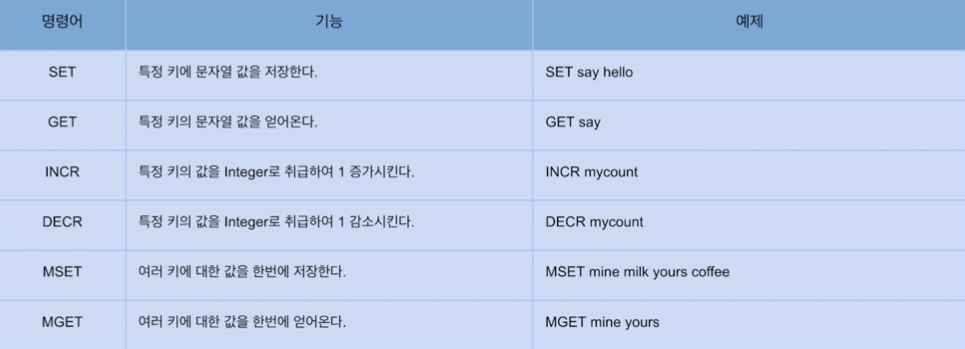 명령어 기능 예제
SET 특정 키에 문자열 값을 저장한다. SET say hello
GET 특정 키의 문자열 값을 얻어온다. GET say
INCR 특정 키의 값을 Integer로 취급하여 1 증가시킨다. INCR mycount
DECR 특정 키의 값을 Integer로 취급하여 1 감소시킨다. DECR mycount
MSET 여러 키에 대한 값을 한번에 저장한다. MSET mine milk yours coffee
MGET 여러 키에 대한 값을 한번에 얻어온다. MGET mine yours